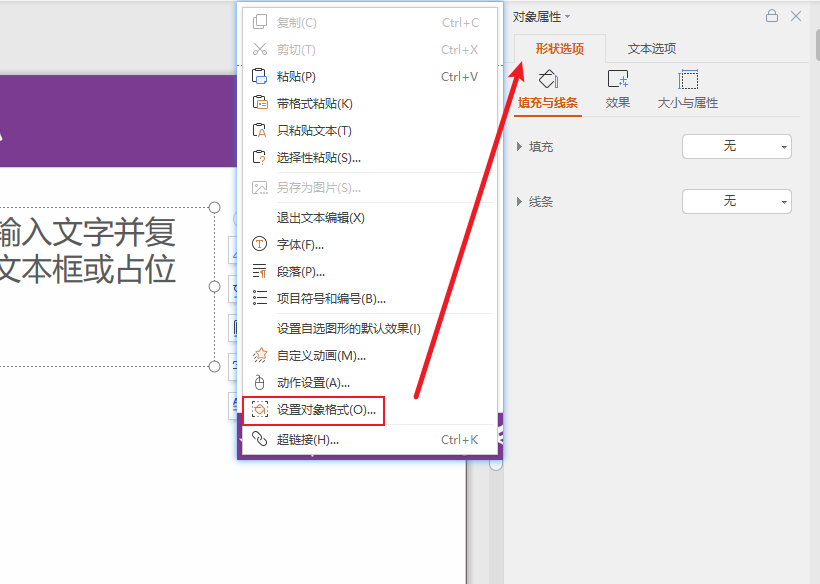 复制(C) Ctrl+C
剪切(T) Ctrl+X
粘贴(P) Ctrl+V
带格式粘贴(K)
只粘贴文本(T)
选择性粘贴(S)...
另存为图片(S)...
退出文本编辑(X)
字体(F)...
段落(P)...
项目符号和编号(B)...
设置自选图形的默认效果(I)
自定义动画(M)...
动作设置(A)...
设置对象格式(O)...
超链接(H)... Ctrl+K
输入文字并复
文本框或占位
对象属性
形状选项 文本选项
填充与线条 效果 大小与属性
填充 无
线条 无